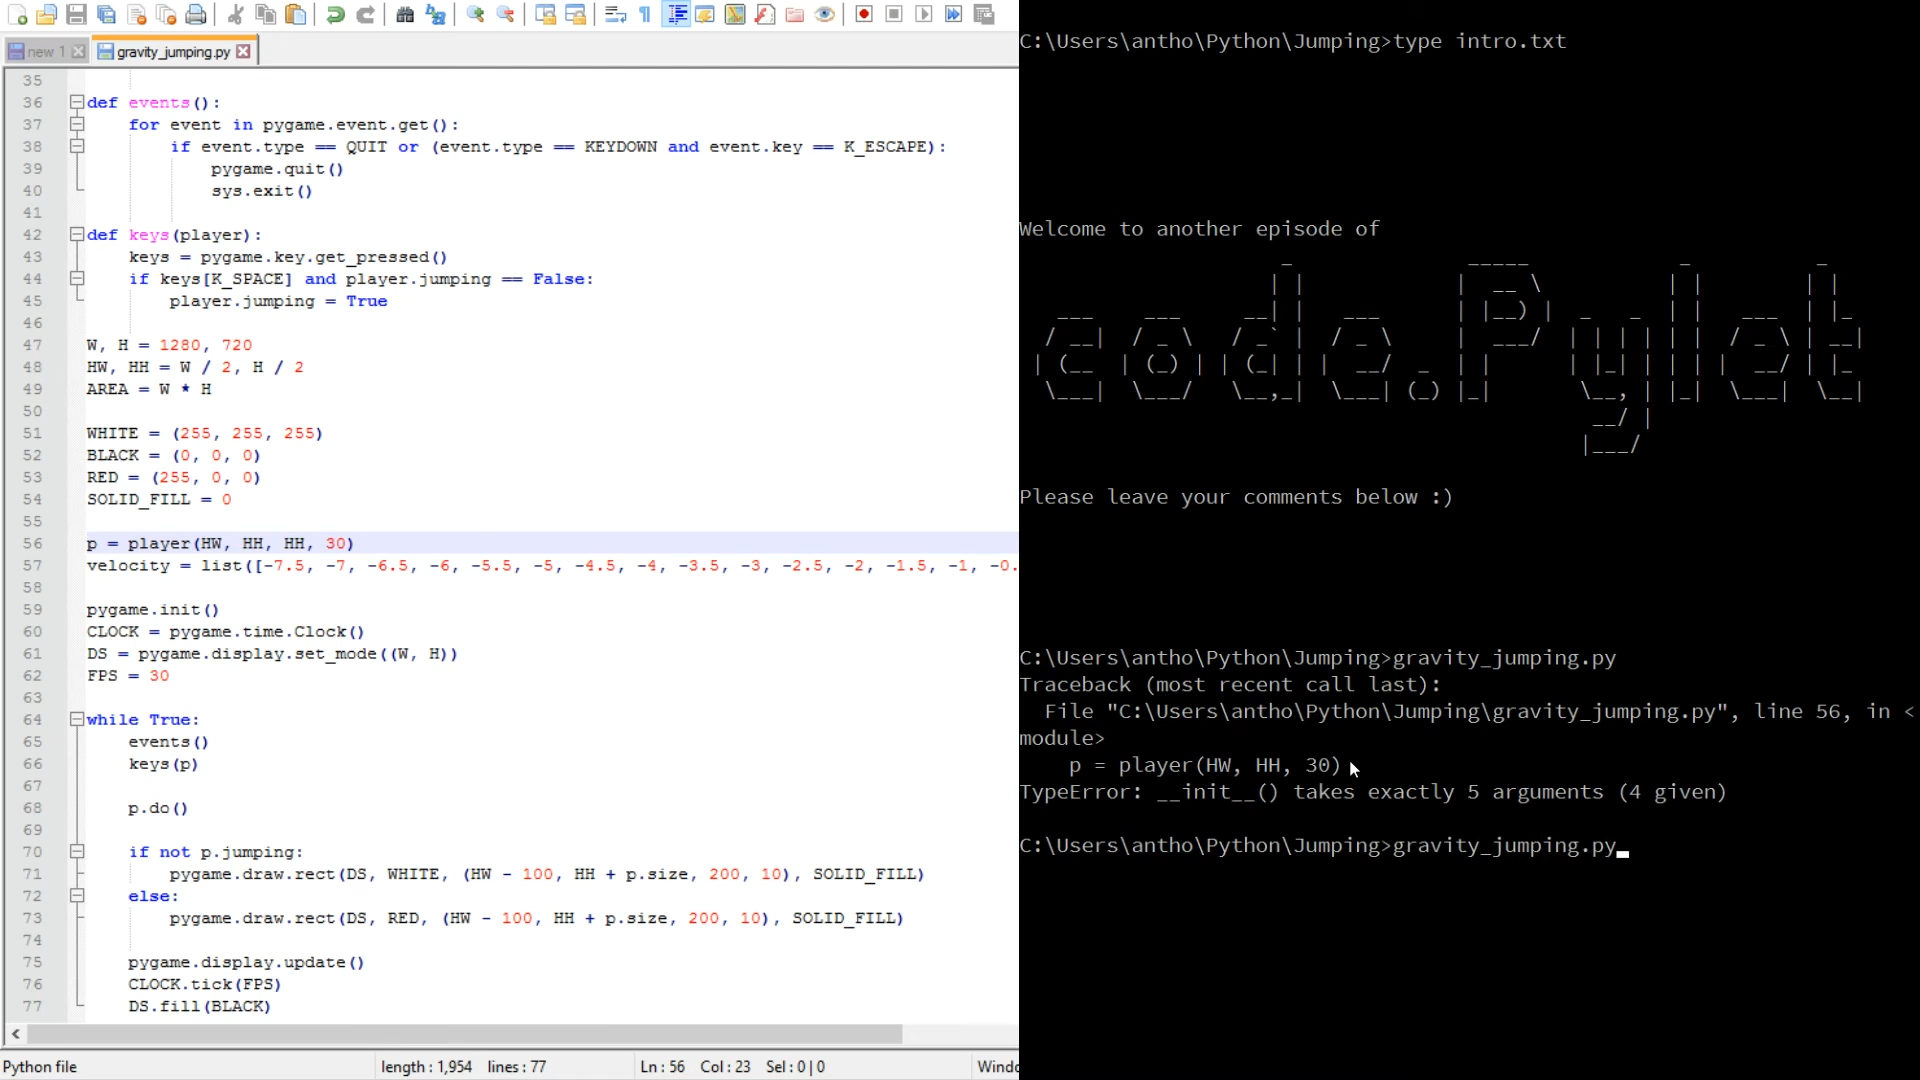 new 1
gravity_jumping.py
35
36 def events():
37 for event in pygame.event.get():
38 if event.type == QUIT or (event.type == KEYDOWN and event.key == K_ESCAPE):
39 pygame.quit()
40 sys.exit()
41
42 def keys(player):
43 keys = pygame.key.get_pressed()
44 if keys[K_SPACE] and player.jumping == False:
45 player.jumping = True
46
47 W, H = 1280, 720
48 HW, HH = W / 2, H / 2
49 AREA = W * H
50
51 WHITE = (255, 255, 255)
52 BLACK = (0, 0, 0)
53 RED = (255, 0, 0)
54 SOLID_FILL = 0
55
56 p = player(HW, HH, HH, 30)
57 velocity = list([-7.5, -7, -6.5, -6, -5.5, -5, -4.5, -4, -3.5, -3, -2.5, -2, -1.5, -1, -0.
58
59 pygame.init()
60 CLOCK = pygame.time.Clock()
61 DS = pygame.display.set_mode((W, H))
62 FPS = 30
63
64 while True:
65 events()
66 keys(p)
67
68 p.do()
69
70 if not p.jumping:
71 pygame.draw.rect(DS, WHITE, (HW - 100, HH + p.size, 200, 10), SOLID_FILL)
72 else:
73 pygame.draw.rect(DS, RED, (HW - 100, HH + p.size, 200, 10), SOLID_FILL)
74
75 pygame.display.update()
76 CLOCK.tick(FPS)
77 DS.fill(BLACK)
Python file length : 1,954 lines : 77 Ln : 56 Col : 23 Sel : 0 | 0
C:\Users\antho\Python\Jumping>type intro.txt
Welcome to another episode of
code.Pylet
Please leave your comments below :)
C:\Users\antho\Python\Jumping>gravity_jumping.py
Traceback (most recent call last):
File "C:\Users\antho\Python\Jumping\gravity_jumping.py", line 56, in <
module>
p = player(HW, HH, 30)
TypeError: __init__() takes exactly 5 arguments (4 given)
C:\Users\antho\Python\Jumping>gravity_jumping.py